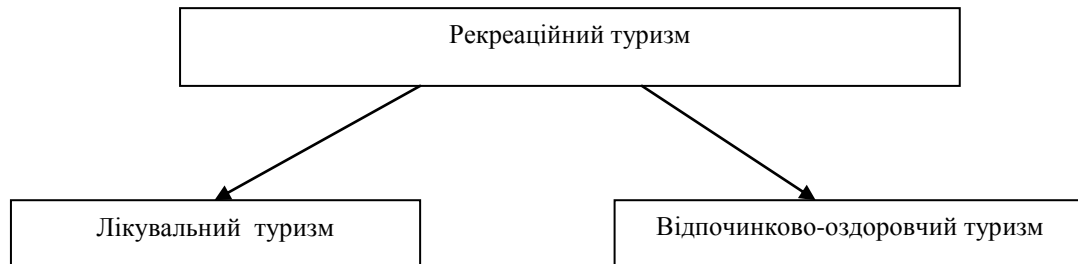 Рекреаційний туризм
Лікувальний туризм
Відпочинково-оздоровчий туризм